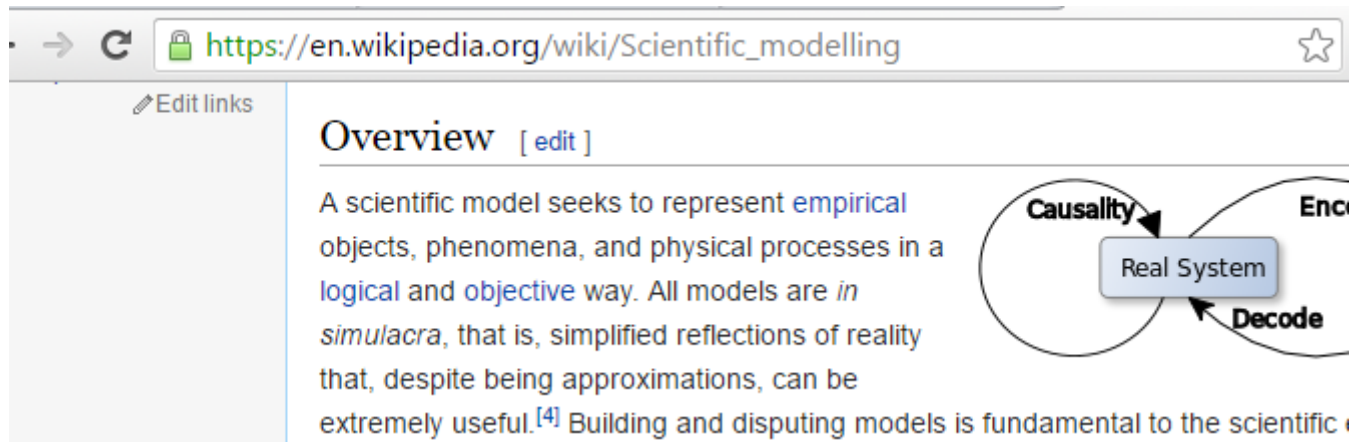 https://en.wikipedia.org/wiki/Scientific_modelling
Edit links
Overview [ edit ]
A scientific model seeks to represent empirical
objects, phenomena, and physical processes in a
logical and objective way. All models are in
simulacra, that is, simplified reflections of reality
that, despite being approximations, can be
extremely useful.[4] Building and disputing models is fundamental to the scientific
Causality
Real System
Decode